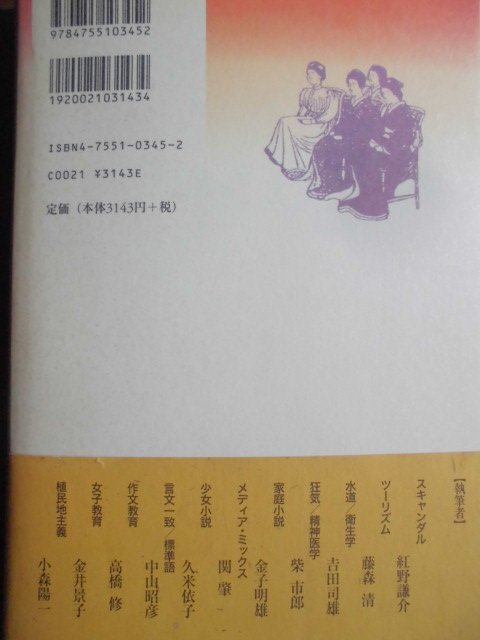 9784755103452
1920021031434
ISBN4-7551-0345-2
C0021 ¥3143E
定価（本体3143円＋税）
【執筆者】
スキャンダル 紅野謙介
ツーリズム 藤森 清
水道／衛生学 吉田司雄
狂気／精神医学 柴 市郎
家庭小説 金子明雄
メディア・ミックス 関 肇
少女小説 久米依子
言文一致／標準語 中山昭彦
作文教育 高橋 修
女子教育 金井景子
植民地主義 小森陽一